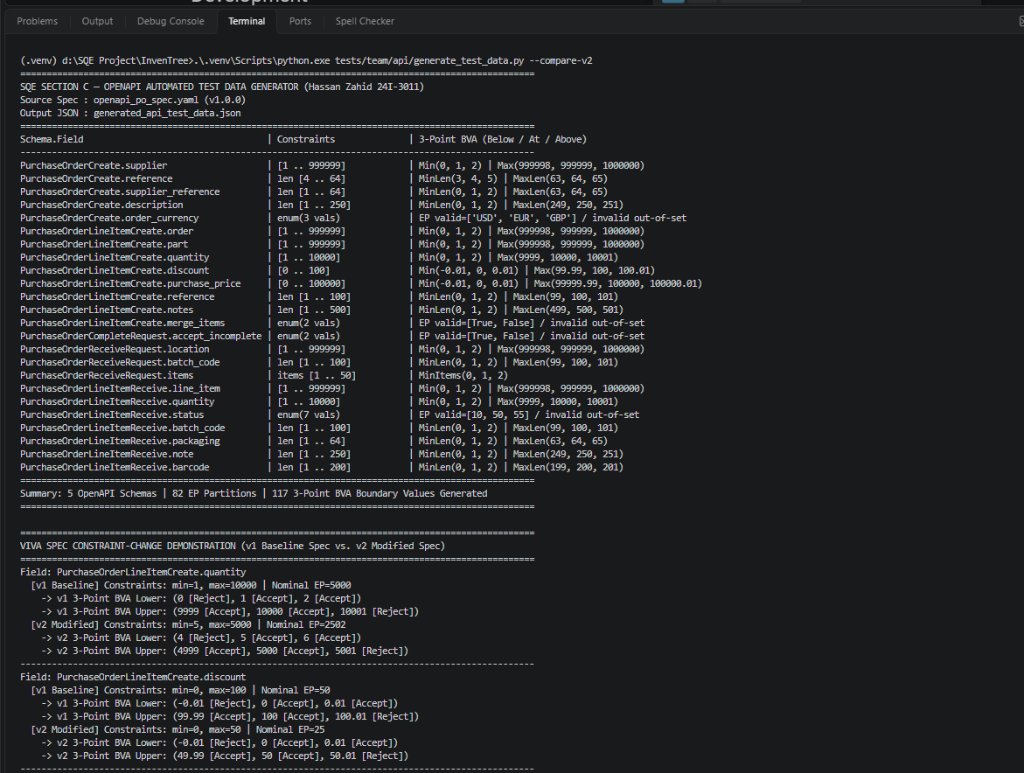 Development
Problems Output Debug Console Terminal Ports Spell Checker
(.venv) d:\SQE Project\InvenTree>.\.venv\Scripts\python.exe tests/team/api/generate_test_data.py --compare-v2
================================================================================
SQE SECTION C — OPENAPI AUTOMATED TEST DATA GENERATOR (Hassan Zahid 24I-3011)
Source Spec : openapi_po_spec.yaml (v1.0.0)
Output JSON : generated_api_test_data.json
================================================================================
Schema.Field | Constraints | 3-Point BVA (Below / At / Above)
--------------------------------------------------------------------------------
PurchaseOrderCreate.supplier | [1 .. 999999] | Min(0, 1, 2) | Max(999998, 999999, 1000000)
PurchaseOrderCreate.reference | len [4 .. 64] | MinLen(3, 4, 5) | MaxLen(63, 64, 65)
PurchaseOrderCreate.supplier_reference | len [1 .. 64] | MinLen(0, 1, 2) | MaxLen(63, 64, 65)
PurchaseOrderCreate.description | len [1 .. 250] | MinLen(0, 1, 2) | MaxLen(249, 250, 251)
PurchaseOrderCreate.order_currency | enum(3 vals) | EP valid=['USD', 'EUR', 'GBP'] / invalid out-of-set
PurchaseOrderLineItemCreate.order | [1 .. 999999] | Min(0, 1, 2) | Max(999998, 999999, 1000000)
PurchaseOrderLineItemCreate.part | [1 .. 999999] | Min(0, 1, 2) | Max(999998, 999999, 1000000)
PurchaseOrderLineItemCreate.quantity | [1 .. 10000] | Min(0, 1, 2) | Max(9999, 10000, 10001)
PurchaseOrderLineItemCreate.discount | [0 .. 100] | Min(-0.01, 0, 0.01) | Max(99.99, 100, 100.01)
PurchaseOrderLineItemCreate.purchase_price | [0 .. 100000] | Min(-0.01, 0, 0.01) | Max(99999.99, 100000, 100000.01)
PurchaseOrderLineItemCreate.reference | len [1 .. 100] | MinLen(0, 1, 2) | MaxLen(99, 100, 101)
PurchaseOrderLineItemCreate.notes | len [1 .. 500] | MinLen(0, 1, 2) | MaxLen(499, 500, 501)
PurchaseOrderLineItemCreate.merge_items | enum(2 vals) | EP valid=[True, False] / invalid out-of-set
PurchaseOrderCompleteRequest.accept_incomplete | enum(2 vals) | EP valid=[True, False] / invalid out-of-set
PurchaseOrderReceiveRequest.location | [1 .. 999999] | Min(0, 1, 2) | Max(999998, 999999, 1000000)
PurchaseOrderReceiveRequest.batch_code | len [1 .. 100] | MinLen(0, 1, 2) | MaxLen(99, 100, 101)
PurchaseOrderReceiveRequest.items | items [1 .. 50] | MinItems(0, 1, 2)
PurchaseOrderLineItemReceive.line_item | [1 .. 999999] | Min(0, 1, 2) | Max(999998, 999999, 1000000)
PurchaseOrderLineItemReceive.quantity | [1 .. 10000] | Min(0, 1, 2) | Max(9999, 10000, 10001)
PurchaseOrderLineItemReceive.status | enum(7 vals) | EP valid=[10, 50, 55] / invalid out-of-set
PurchaseOrderLineItemReceive.batch_code | len [1 .. 100] | MinLen(0, 1, 2) | MaxLen(99, 100, 101)
PurchaseOrderLineItemReceive.packaging | len [1 .. 64] | MinLen(0, 1, 2) | MaxLen(63, 64, 65)
PurchaseOrderLineItemReceive.note | len [1 .. 250] | MinLen(0, 1, 2) | MaxLen(249, 250, 251)
PurchaseOrderLineItemReceive.barcode | len [1 .. 200] | MinLen(0, 1, 2) | MaxLen(199, 200, 201)
================================================================================
Summary: 5 OpenAPI Schemas | 82 EP Partitions | 117 3-Point BVA Boundary Values Generated
================================================================================
================================================================================
VIVA SPEC CONSTRAINT-CHANGE DEMONSTRATION (v1 Baseline Spec vs. v2 Modified Spec)
================================================================================
Field: PurchaseOrderLineItemCreate.quantity
[v1 Baseline] Constraints: min=1, max=10000 | Nominal EP=5000
-> v1 3-Point BVA Lower: (0 [Reject], 1 [Accept], 2 [Accept])
-> v1 3-Point BVA Upper: (9999 [Accept], 10000 [Accept], 10001 [Reject])
[v2 Modified] Constraints: min=5, max=5000 | Nominal EP=2502
-> v2 3-Point BVA Lower: (4 [Reject], 5 [Accept], 6 [Accept])
-> v2 3-Point BVA Upper: (4999 [Accept], 5000 [Accept], 5001 [Reject])
--------------------------------------------------------------------------------
Field: PurchaseOrderLineItemCreate.discount
[v1 Baseline] Constraints: min=0, max=100 | Nominal EP=50
-> v1 3-Point BVA Lower: (-0.01 [Reject], 0 [Accept], 0.01 [Accept])
-> v1 3-Point BVA Upper: (99.99 [Accept], 100 [Accept], 100.01 [Reject])
[v2 Modified] Constraints: min=0, max=50 | Nominal EP=25
-> v2 3-Point BVA Lower: (-0.01 [Reject], 0 [Accept], 0.01 [Accept])
-> v2 3-Point BVA Upper: (49.99 [Accept], 50 [Accept], 50.01 [Reject])
--------------------------------------------------------------------------------